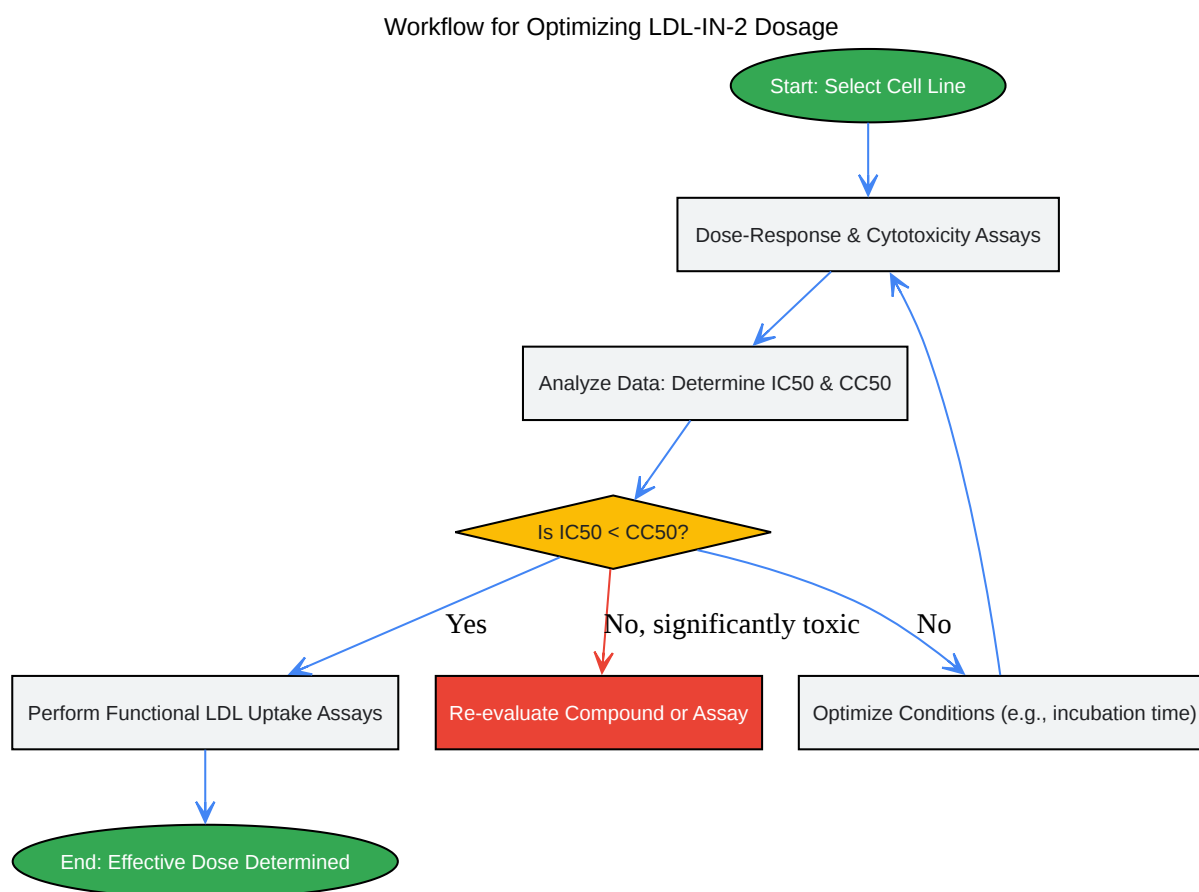 Workflow for Optimizing LDL-IN-2 Dosage
Start: Select Cell Line
Dose-Response & Cytotoxicity Assays
Analyze Data: Determine IC50 & CC50
Is IC50 < CC50?
Yes
No, significantly toxic
No
Perform Functional LDL Uptake Assays
Re-evaluate Compound or Assay
Optimize Conditions (e.g., incubation time)
End: Effective Dose Determined